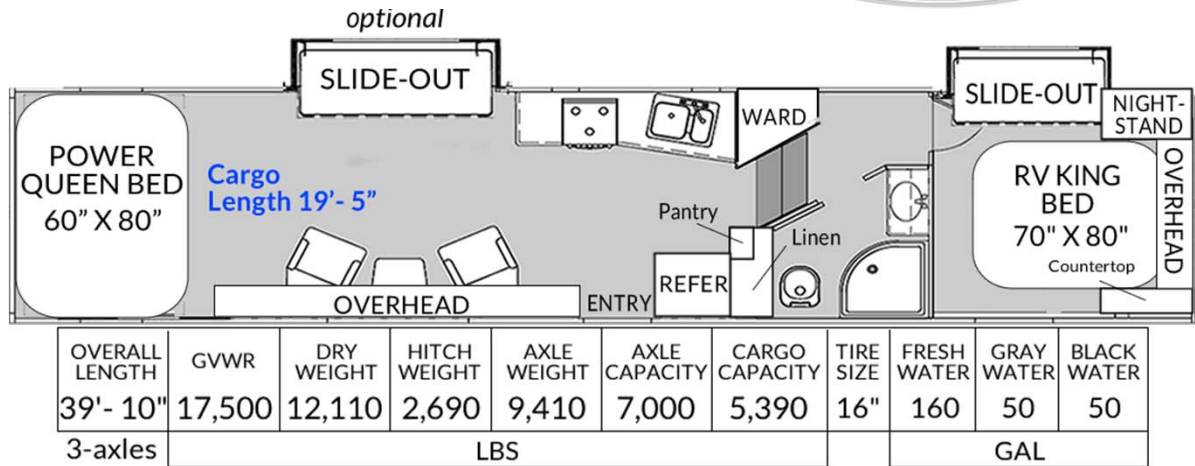 optional
SLIDE-OUT
SLIDE-OUT
POWER
QUEEN BED
60” X 80”
Cargo
Length 19’- 5”
WARD
NIGHT-
STAND
RV KING
BED
70" X 80"
Countertop
OVERHEAD
Pantry
Linen
REFER
ENTRY
OVERHEAD
OVERALL
LENGTH
GVWR
DRY
WEIGHT
HITCH
WEIGHT
AXLE
WEIGHT
AXLE
CAPACITY
CARGO
CAPACITY
TIRE
SIZE
FRESH
WATER
GRAY
WATER
BLACK
WATER
39'- 10" 17,500 12,110 2,690 9,410 7,000 5,390 16" 160 50 50
3-axles LBS GAL